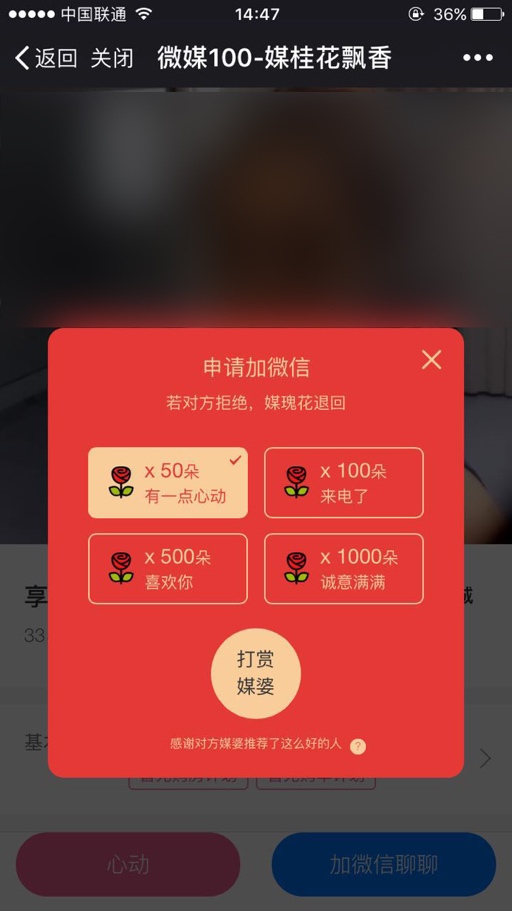 中国联通 14:47 36%
返回 关闭 微媒100-媒桂花飘香
申请加微信
若对方拒绝，媒瑰花退回
x 50朵
有一点心动
x 100朵
来电了
x 500朵
喜欢你
x 1000朵
诚意满满
打赏
媒婆
感谢对方媒婆推荐了这么好的人 ?
享
33
基
心动
加微信聊聊